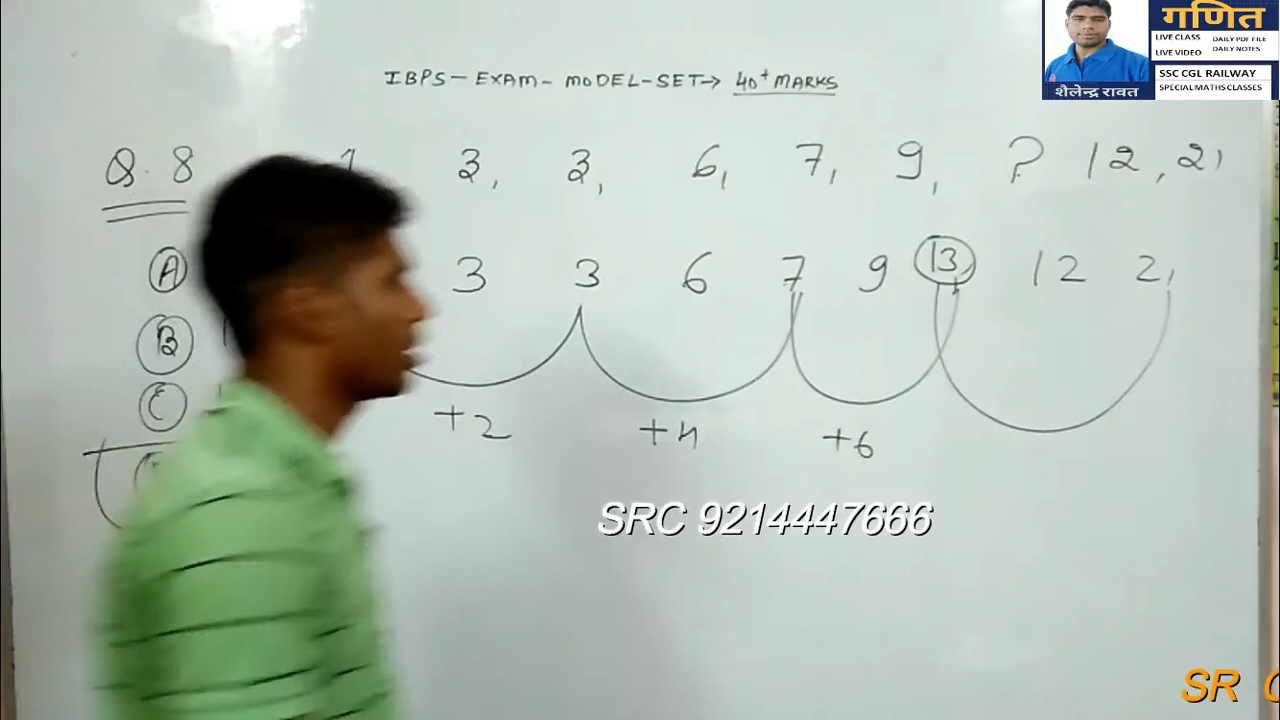 गणित
LIVE CLASS DAILY PDF FILE
LIVE VIDEO DAILY NOTES
SSC CGL RAILWAY
SPECIAL MATHS CLASSES
शैलेन्द्र रावत
IBPS - EXAM - MODEL - SET → 40+ MARKS
Q. 8 1 3, 3, 6, 7, 9, ? 12, 21
A 3 3 6 7 9 13 12 21
B
C
+2 +4 +6
SRC 9214447666
SR